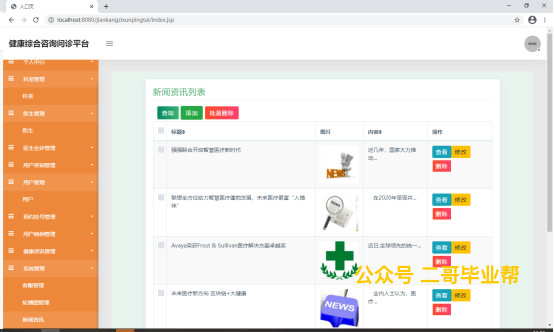 入口页
localhost:8080/jiankangzixunpingtai/index.jsp
健康综合咨询问诊平台
个人中心
科室管理
科室
医生管理
医生
医生坐诊管理
用户咨询管理
用户管理
用户
预约挂号管理
用户病例管理
健康资讯管理
系统管理
客服管理
轮播图管理
新闻资讯
新闻资讯列表
查询 添加 批量删除
标题 图片 内容 操作
强强联合开启智慧医疗新时代 近几年，国家大力推动... 查看 修改 删除
NEWS
联想全方位助力智慧医疗蓬勃发展，未来医疗更富“人情味” 在2020年举现并... 查看 修改 删除
Avaya荣获Frost & Sullivan医疗解决方案卓越奖 近日,全球领先的统一... 查看 修改 删除
未来医疗新方向 区块链+大健康 业内人士认为，医疗... 查看 修改 删除
NEWS
公众号 二哥毕业帮